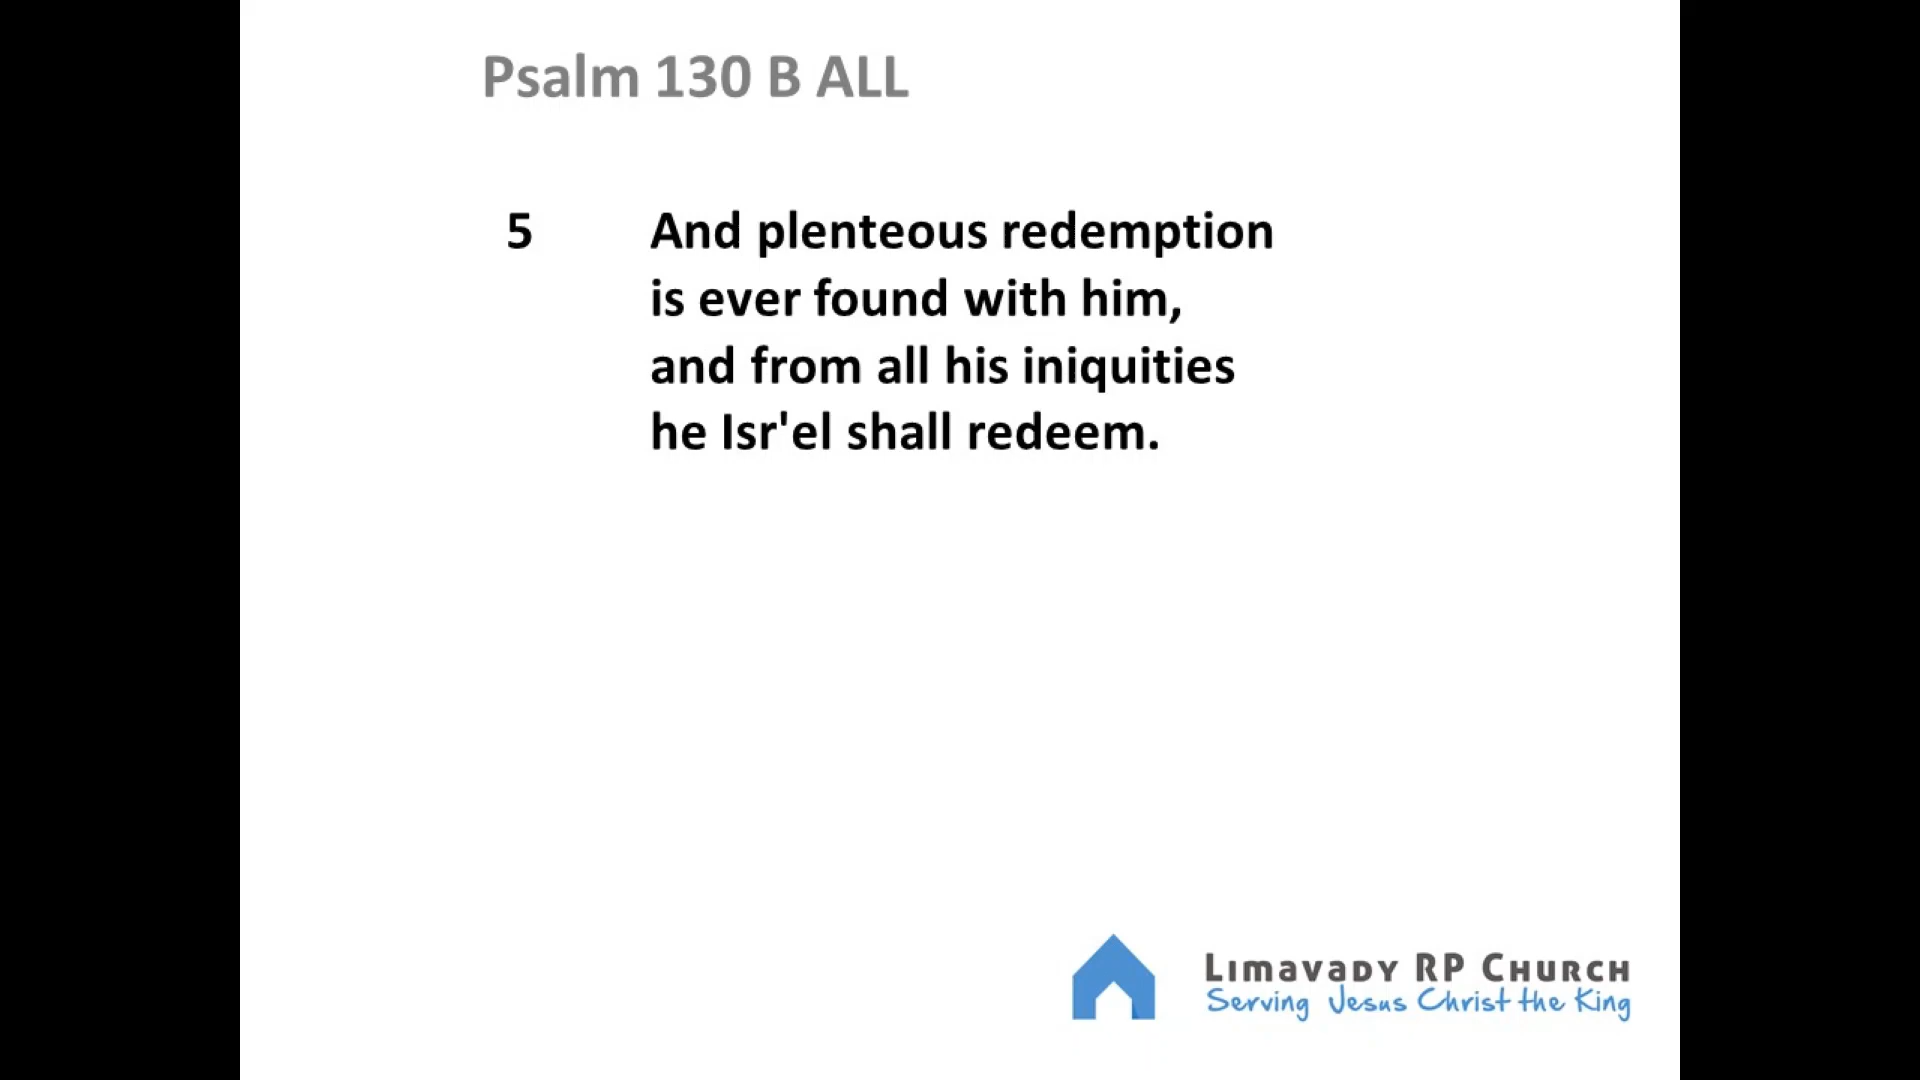 Psalm 130 B ALL
5 And plenteous redemption
is ever found with him,
and from all his iniquities
he Isr'el shall redeem.
LIMAVADY RP CHURCH
Serving Jesus Christ the King